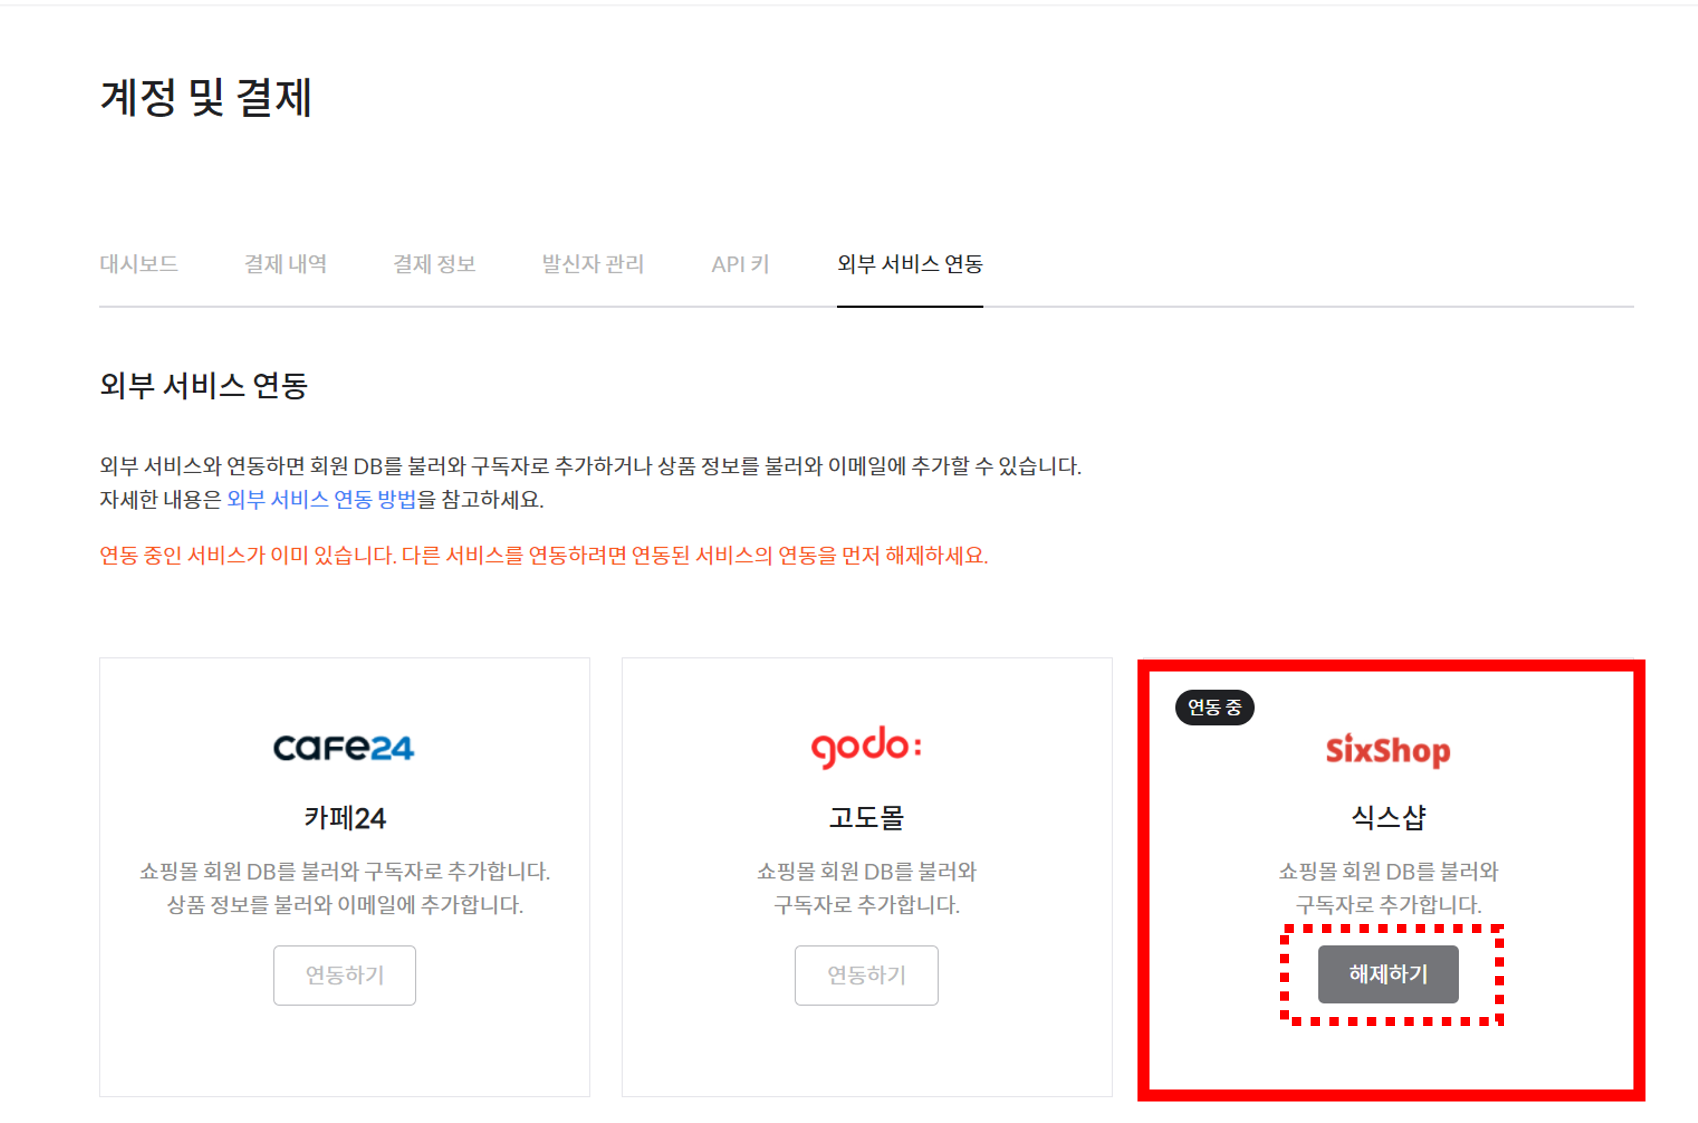 계정 및 결제
대시보드 결제 내역 결제 정보 발신자 관리 API 키 외부 서비스 연동
외부 서비스 연동
외부 서비스와 연동하면 회원 DB를 불러와 구독자로 추가하거나 상품 정보를 불러와 이메일에 추가할 수 있습니다.
자세한 내용은 외부 서비스 연동 방법을 참고하세요.
연동 중인 서비스가 이미 있습니다. 다른 서비스를 연동하려면 연동된 서비스의 연동을 먼저 해제하세요.
cafe24
카페24
쇼핑몰 회원 DB를 불러와 구독자로 추가합니다.
상품 정보를 불러와 이메일에 추가합니다.
연동하기
godo:
고도몰
쇼핑몰 회원 DB를 불러와
구독자로 추가합니다.
연동하기
연동 중
SixShop
식스샵
쇼핑몰 회원 DB를 불러와
구독자로 추가합니다.
해제하기